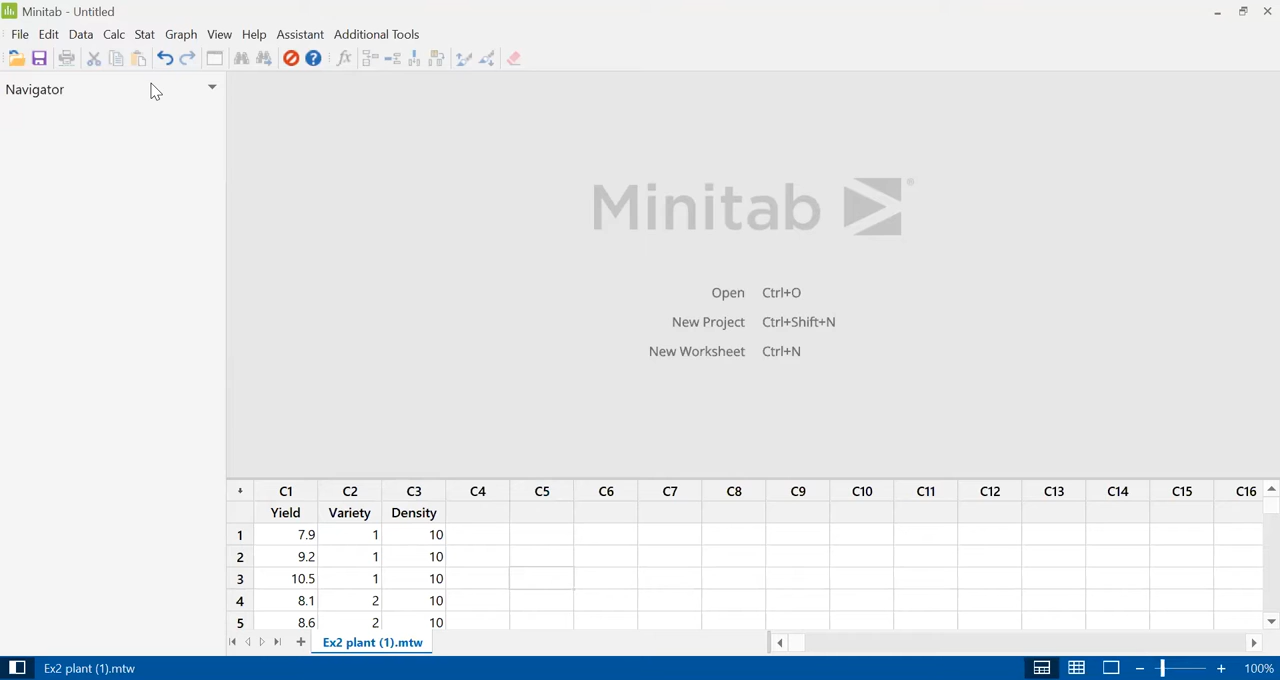 Minitab - Untitled
File Edit Data Calc Stat Graph View Help Assistant Additional Tools
Navigator
Minitab
Open Ctrl+O
New Project Ctrl+Shift+N
New Worksheet Ctrl+N
C1 C2 C3 C4 C5 C6 C7 C8 C9 C10 C11 C12 C13 C14 C15 C16
Yield Variety Density
1 7.9 1 10
2 9.2 1 10
3 10.5 1 10
4 8.1 2 10
5 8.6 2 10
Ex2 plant (1).mtw
Ex2 plant (1).mtw 100%